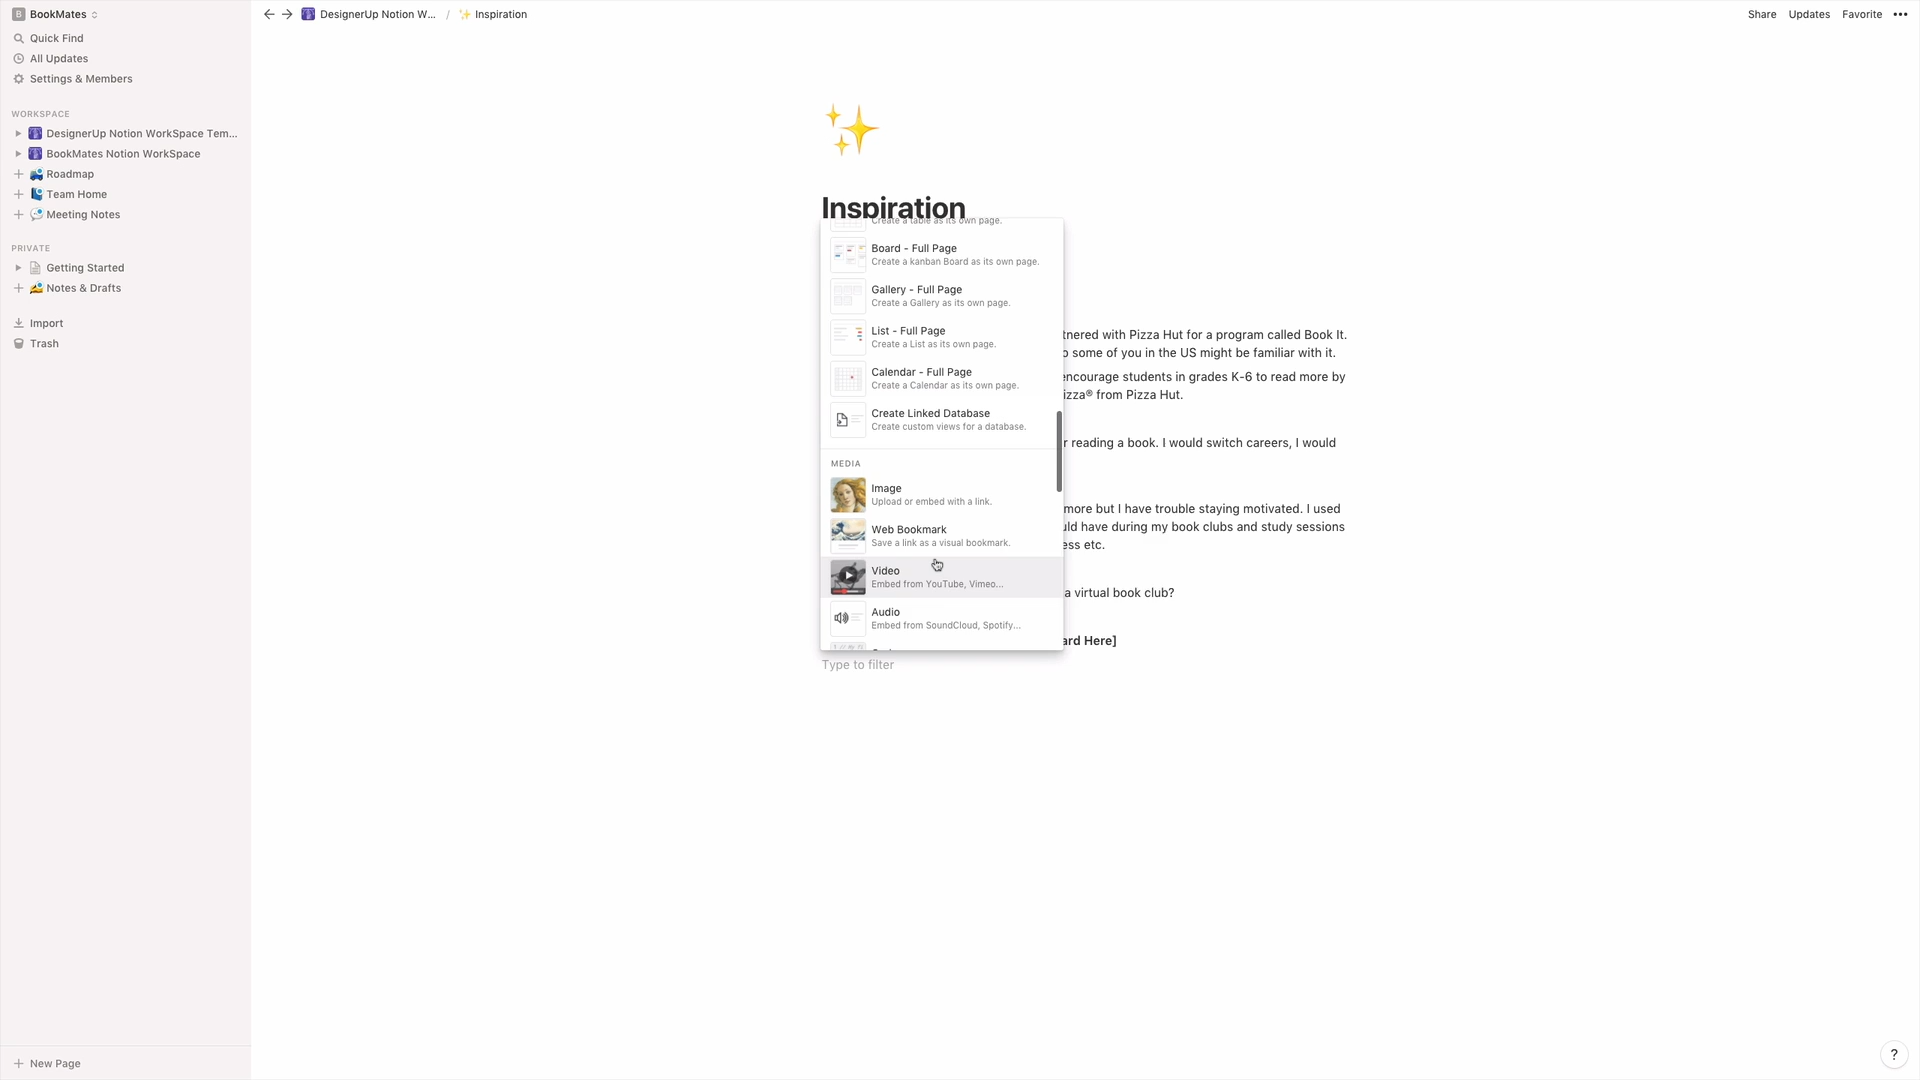 B BookMates
Quick Find
All Updates
Settings & Members
WORKSPACE
DesignerUp Notion WorkSpace Tem...
BookMates Notion WorkSpace
Roadmap
Team Home
Meeting Notes
PRIVATE
Getting Started
Notes & Drafts
Import
Trash
New Page
DesignerUp Notion W... / Inspiration
Share Updates Favorite
Inspiration
Create a table as its own page.
Board - Full Page
Create a kanban Board as its own page.
Gallery - Full Page
Create a Gallery as its own page.
List - Full Page
Create a List as its own page.
Calendar - Full Page
Create a Calendar as its own page.
Create Linked Database
Create custom views for a database.
MEDIA
Image
Upload or embed with a link.
Web Bookmark
Save a link as a visual bookmark.
Video
Embed from YouTube, Vimeo...
Audio
Embed from SoundCloud, Spotify...
Type to filter
tnered with Pizza Hut for a program called Book It.
some of you in the US might be familiar with it.
encourage students in grades K-6 to read more by
izza® from Pizza Hut.
r reading a book. I would switch careers, I would
more but I have trouble staying motivated. I used
uld have during my book clubs and study sessions
ess etc.
a virtual book club?
ard Here]
?